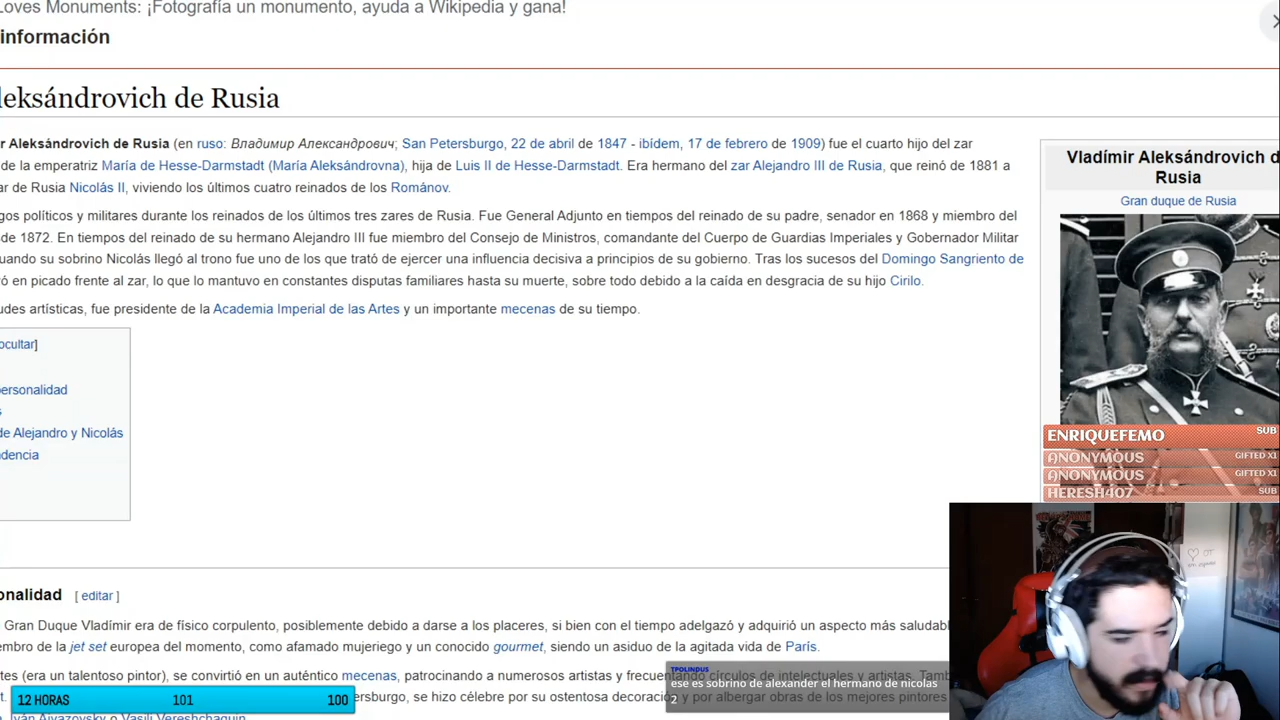 Loves Monuments: ¡Fotografía un monumento, ayuda a Wikipedia y gana!
información
leksándrovich de Rusia
r Aleksándrovich de Rusia (en ruso: Владимир Александрович; San Petersburgo, 22 de abril de 1847 - ibídem, 17 de febrero de 1909) fue el cuarto hijo del zar
de la emperatriz María de Hesse-Darmstadt (María Aleksándrovna), hija de Luis II de Hesse-Darmstadt. Era hermano del zar Alejandro III de Rusia, que reinó de 1881 a
ar de Rusia Nicolás II, viviendo los últimos cuatro reinados de los Románov.
gos políticos y militares durante los reinados de los últimos tres zares de Rusia. Fue General Adjunto en tiempos del reinado de su padre, senador en 1868 y miembro del
de 1872. En tiempos del reinado de su hermano Alejandro III fue miembro del Consejo de Ministros, comandante del Cuerpo de Guardias Imperiales y Gobernador Militar
uando su sobrino Nicolás llegó al trono fue uno de los que trató de ejercer una influencia decisiva a principios de su gobierno. Tras los sucesos del Domingo Sangriento de
ó en picado frente al zar, lo que lo mantuvo en constantes disputas familiares hasta su muerte, sobre todo debido a la caída en desgracia de su hijo Cirilo.
udes artísticas, fue presidente de la Academia Imperial de las Artes y un importante mecenas de su tiempo.
Vladímir Aleksándrovich d
Rusia
Gran duque de Rusia
ocultar]
personalidad
s
de Alejandro y Nicolás
ndencia
ENRIQUEFEMO SUB
ANONYMOUS GIFTED X1
ANONYMOUS GIFTED X1
HERESH407 SUB
onalidad [ editar ]
Gran Duque Vladímir era de físico corpulento, posiblemente debido a darse a los placeres, si bien con el tiempo adelgazó y adquirió un aspecto más saludabl
embro de la jet set europea del momento, como afamado mujeriego y un conocido gourmet, siendo un asiduo de la agitada vida de París.
tes (era un talentoso pintor), se convirtió en un auténtico mecenas, patrocinando a numerosos artistas y frecuentando círculos de intelectuales y artistas. Tam
t. ersburgo, se hizo célebre por su ostentosa decoració y por albergar obras de los mejores pintores
Iván Aivazovsky o Vasili Vereshchaguin
TPOLINDUS
ese es sobrino de alexander el hermano de nicolas
2
12 HORAS 101 100